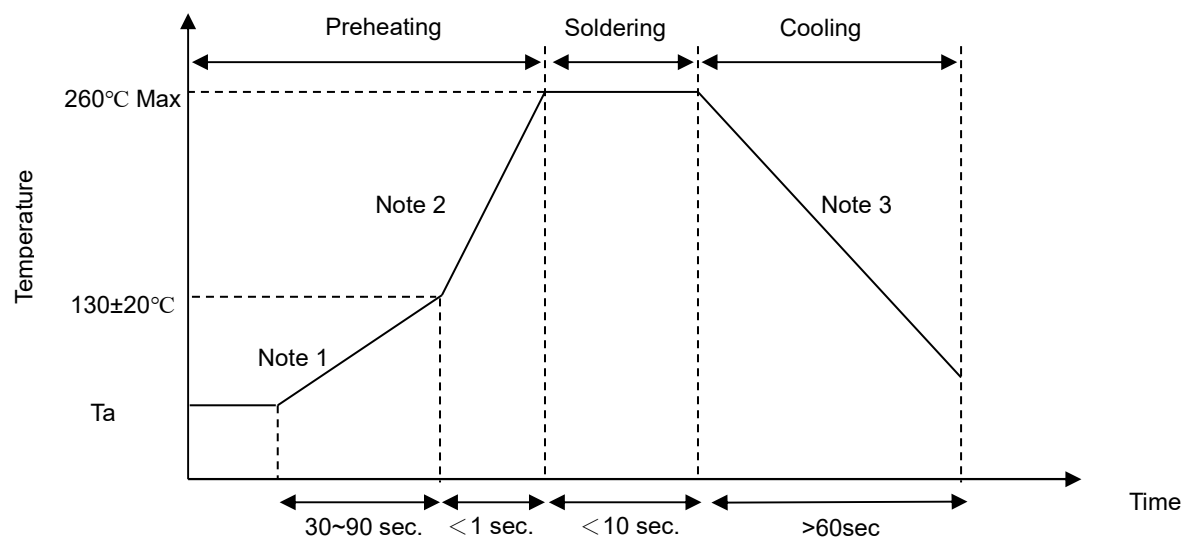 Preheating
Soldering
Cooling
260℃ Max
Temperature
Note 2
Note 3
130±20℃
Note 1
Ta
Time
30~90 sec.
＜1 sec.
＜10 sec.
>60sec